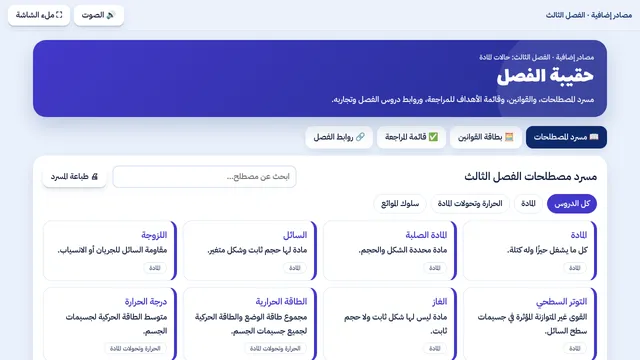 مصادر إضافية - الفصل الثالث
🔊 الصوت
⛶ ملء الشاشة
مصادر إضافية - الفصل الثالث: حالات المادة
حقيبة الفصل
مسرد المصطلحات، والقوانين، وقائمة الأهداف للمراجعة، وروابط دروس الفصل وتجاربه.
📖 مسرد المصطلحات
🧮 بطاقة القوانين
✅ قائمة المراجعة
🔗 روابط الفصل
مسرد مصطلحات الفصل الثالث
ابحث عن مصطلح...
🖨 طباعة المسرد
كل الدروس
المادة
الحرارة وتحولات المادة
سلوك الموائع
المادة
كل ما يشغل حيزًا وله كتلة.
المادة
المادة الصلبة
مادة محددة الشكل والحجم.
المادة
السائل
مادة لها حجم ثابت وشكل متغير.
المادة
اللزوجة
مقاومة السائل للجريان أو الانسياب.
المادة
التوتر السطحي
القوى غير المتوازنة المؤثرة في جسيمات
سطح السائل.
المادة
الغاز
مادة ليس لها شكل ثابت ولا حجم
ثابت.
المادة
الطاقة الحرارية
مجموع طاقة الوضع والطاقة الحركية
لجميع جسيمات الجسم.
الحرارة وتحولات المادة
درجة الحرارة
متوسط الطاقة الحركية لجسيمات
الجسم.
الحرارة وتحولات المادة